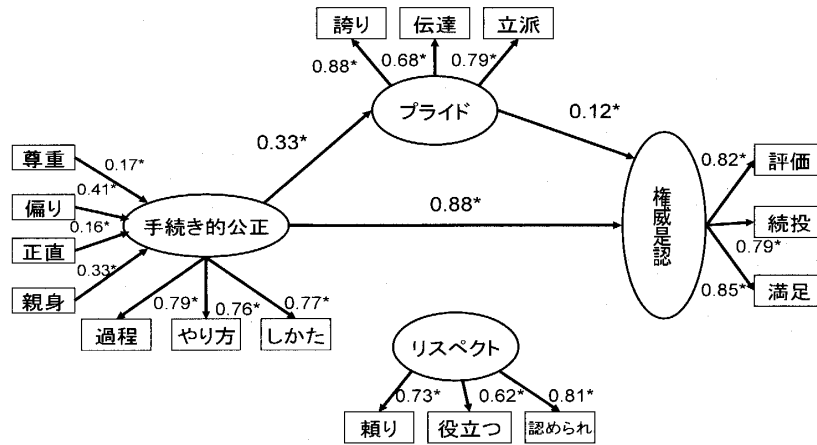 誇り
伝達
立派
0.88*
0.68*
0.79*
プライド
0.33*
0.12*
尊重
0.17*
偏り
0.41*
正直
0.16*
親身
0.33*
手続き的公正
0.88*
権威是認
0.82*
評価
続投
0.79*
0.85*
満足
0.79*
0.76*
0.77*
過程
やり方
しかた
リスペクト
0.73*
0.62*
0.81*
頼り
役立つ
認められ